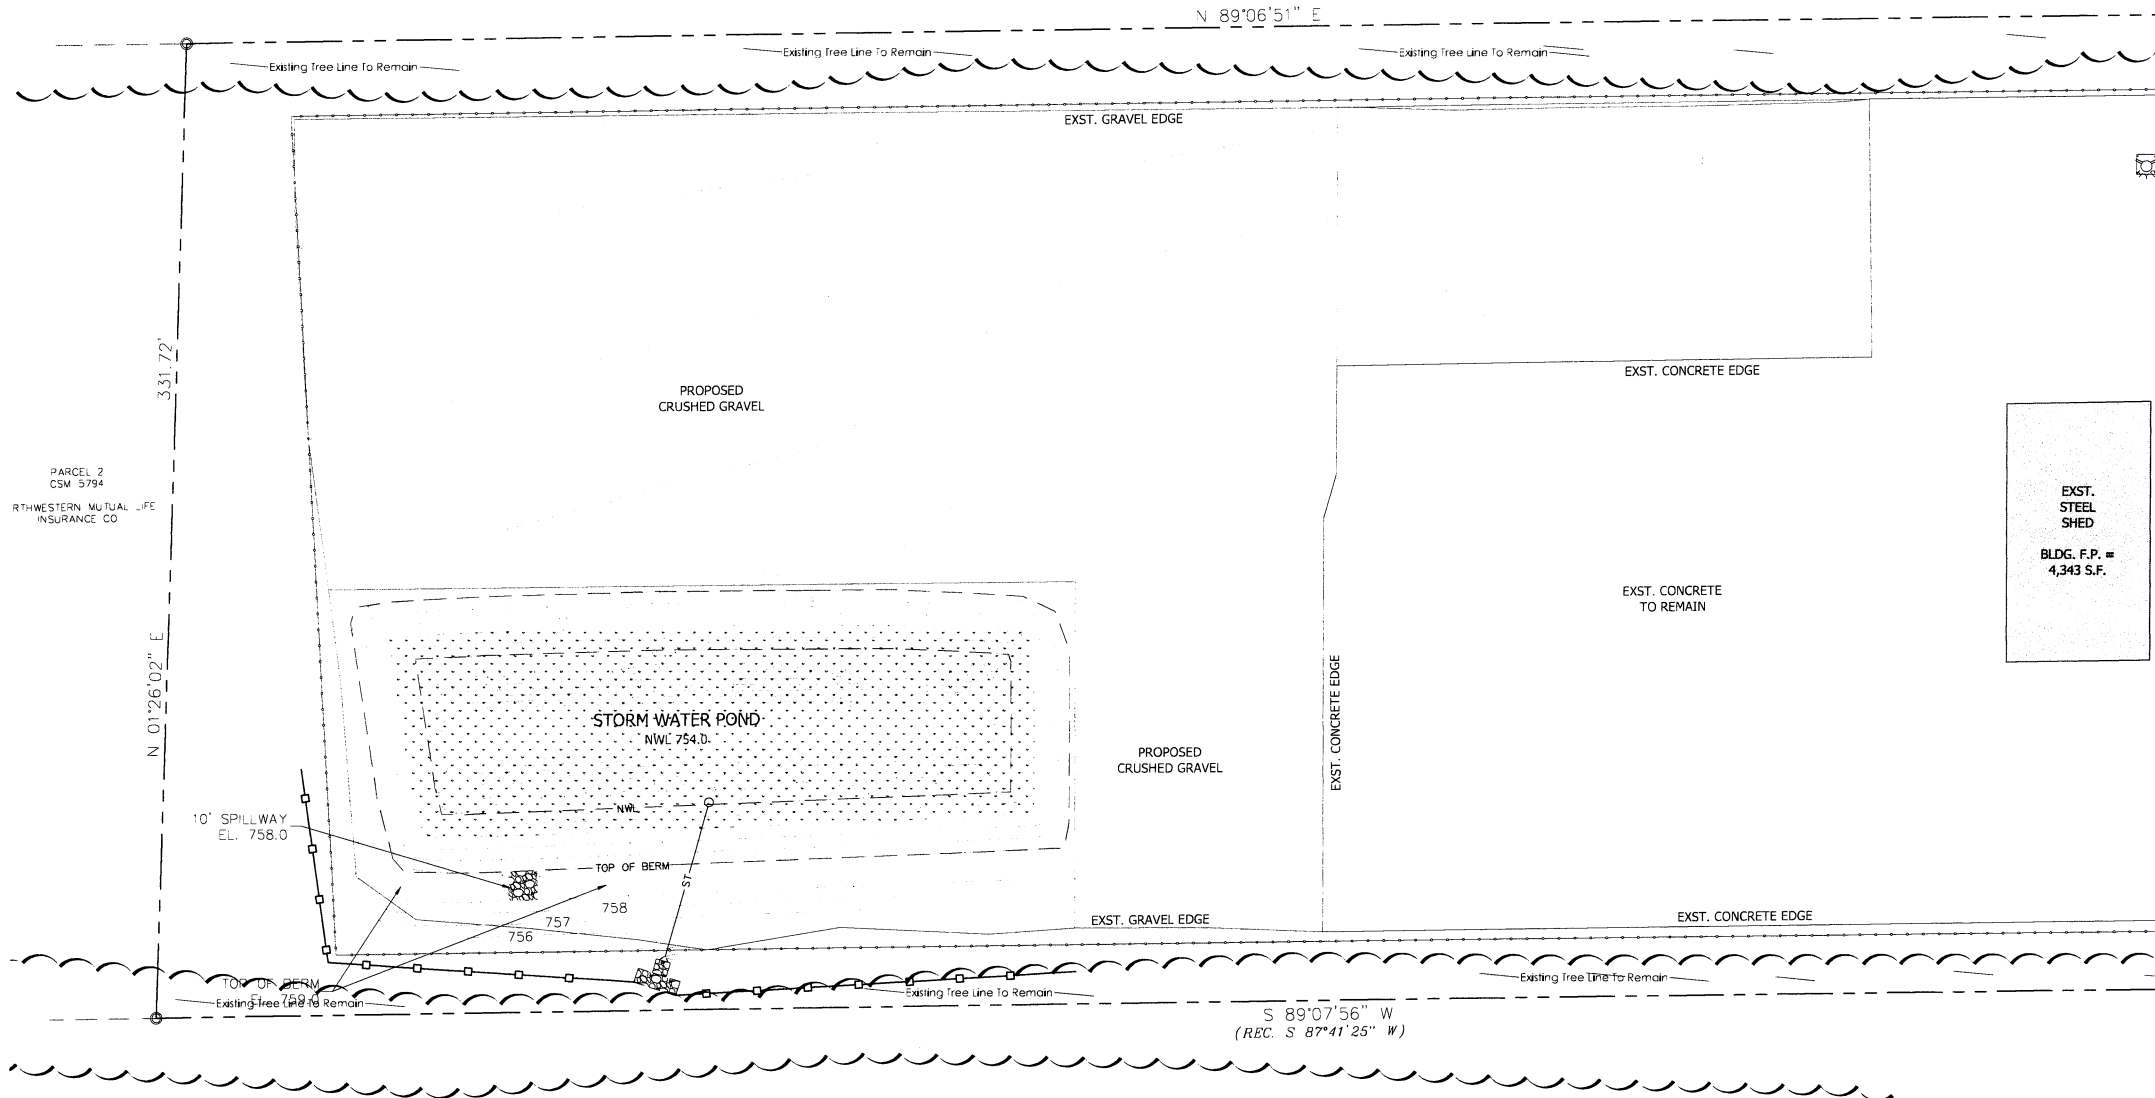 N 89°06'51" E
Existing Tree Line To Remain
Existing Tree Line To Remain
Existing Tree Line To Remain
EXST. GRAVEL EDGE
331.72'
N 01°26'02" E
PROPOSED
CRUSHED GRAVEL
EXST. CONCRETE EDGE
PARCEL 2
CSM 5794
RTHWESTERN MUTUAL LIFE
INSURANCE CO
EXST.
STEEL
SHED
BLDG. F.P. =
4,343 S.F.
EXST. CONCRETE
TO REMAIN
EXST. CONCRETE EDGE
STORM WATER POND
NWL 754.0
PROPOSED
CRUSHED GRAVEL
NWL
10' SPILLWAY
EL. 758.0
TOP OF BERM
ST
758
757
756
EXST. GRAVEL EDGE
EXST. CONCRETE EDGE
TOP OF BERM
EL. 759.0
Existing Tree Line To Remain
Existing Tree Line To Remain
Existing Tree Line To Remain
S 89°07'56" W
(REC. S 87°41'25" W)